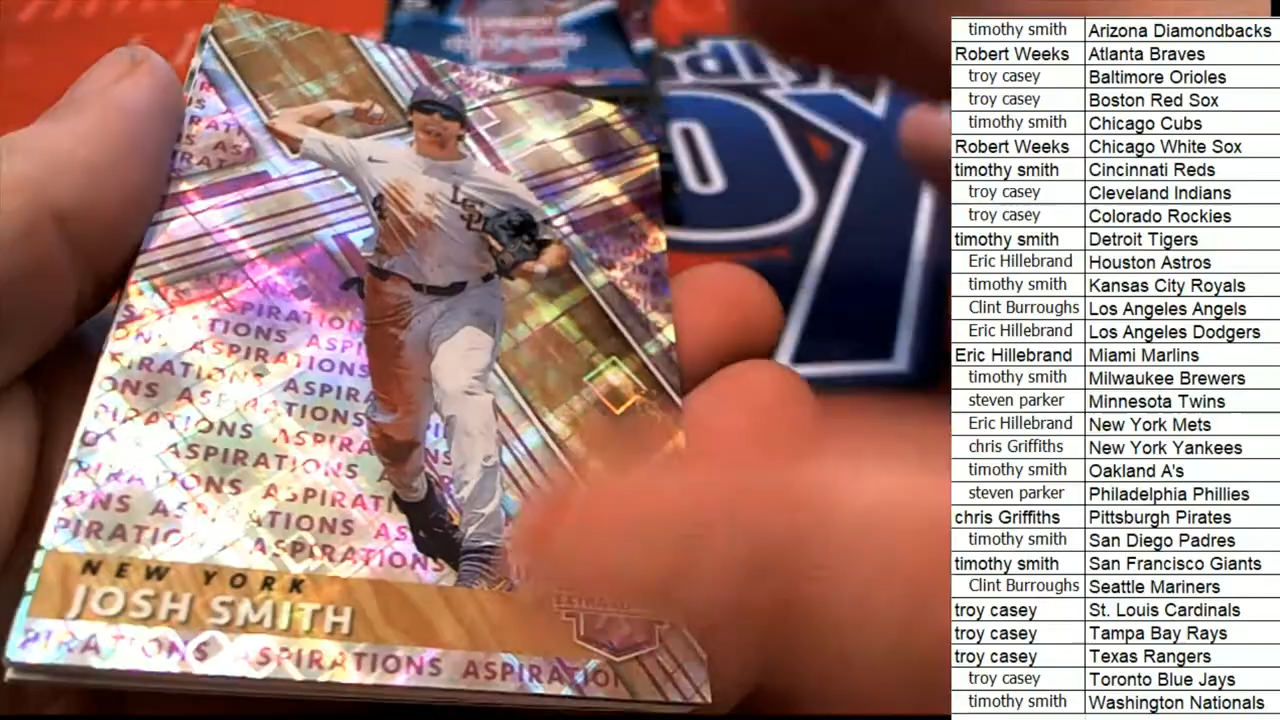 NEW YORK
JOSH SMITH
PIRATIONS ASPIRATIONS ASPIRATIO
LSU
ASPIRATIONS
timothy smith Arizona Diamondbacks
Robert Weeks Atlanta Braves
troy casey Baltimore Orioles
troy casey Boston Red Sox
timothy smith Chicago Cubs
Robert Weeks Chicago White Sox
timothy smith Cincinnati Reds
troy casey Cleveland Indians
troy casey Colorado Rockies
timothy smith Detroit Tigers
Eric Hillebrand Houston Astros
timothy smith Kansas City Royals
Clint Burroughs Los Angeles Angels
Eric Hillebrand Los Angeles Dodgers
Eric Hillebrand Miami Marlins
timothy smith Milwaukee Brewers
steven parker Minnesota Twins
Eric Hillebrand New York Mets
chris Griffiths New York Yankees
timothy smith Oakland A's
steven parker Philadelphia Phillies
chris Griffiths Pittsburgh Pirates
timothy smith San Diego Padres
timothy smith San Francisco Giants
Clint Burroughs Seattle Mariners
troy casey St. Louis Cardinals
troy casey Tampa Bay Rays
troy casey Texas Rangers
troy casey Toronto Blue Jays
timothy smith Washington Nationals